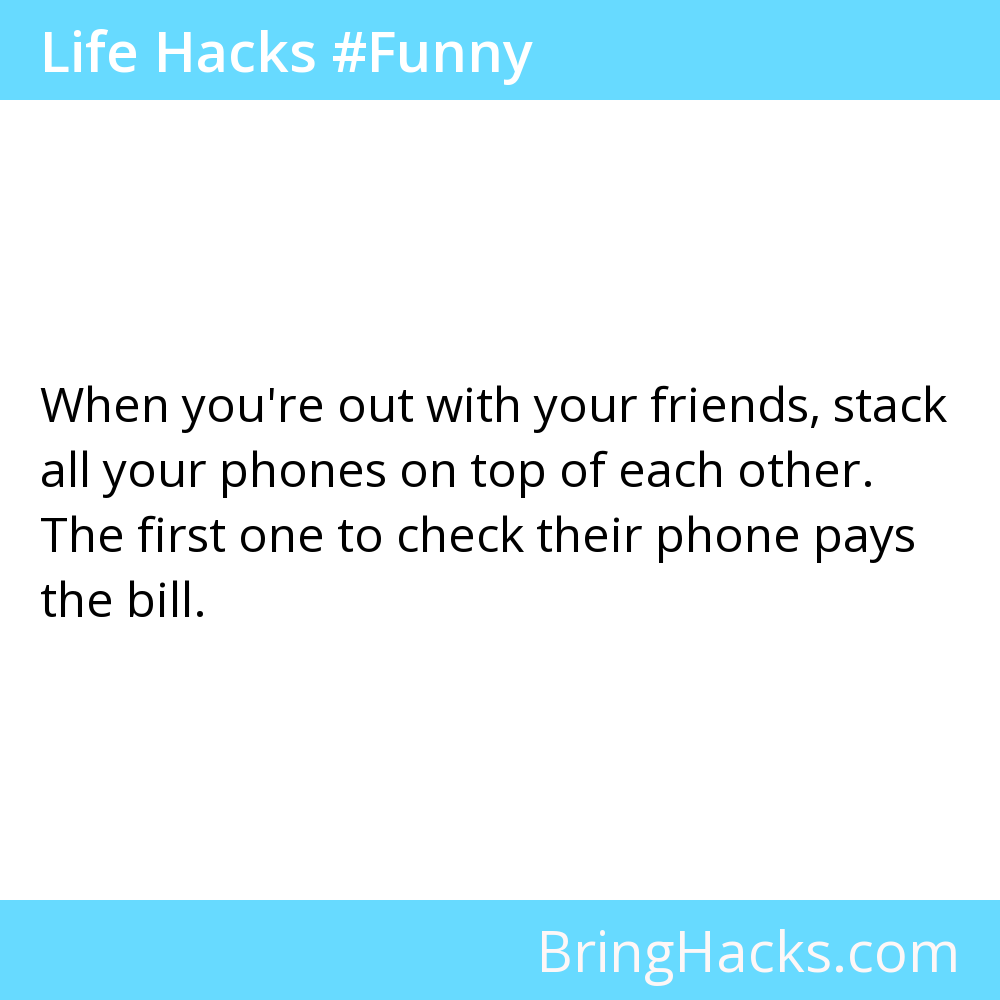 Life Hacks #Funny
When you're out with your friends, stack
all your phones on top of each other.
The first one to check their phone pays
the bill.
BringHacks.com